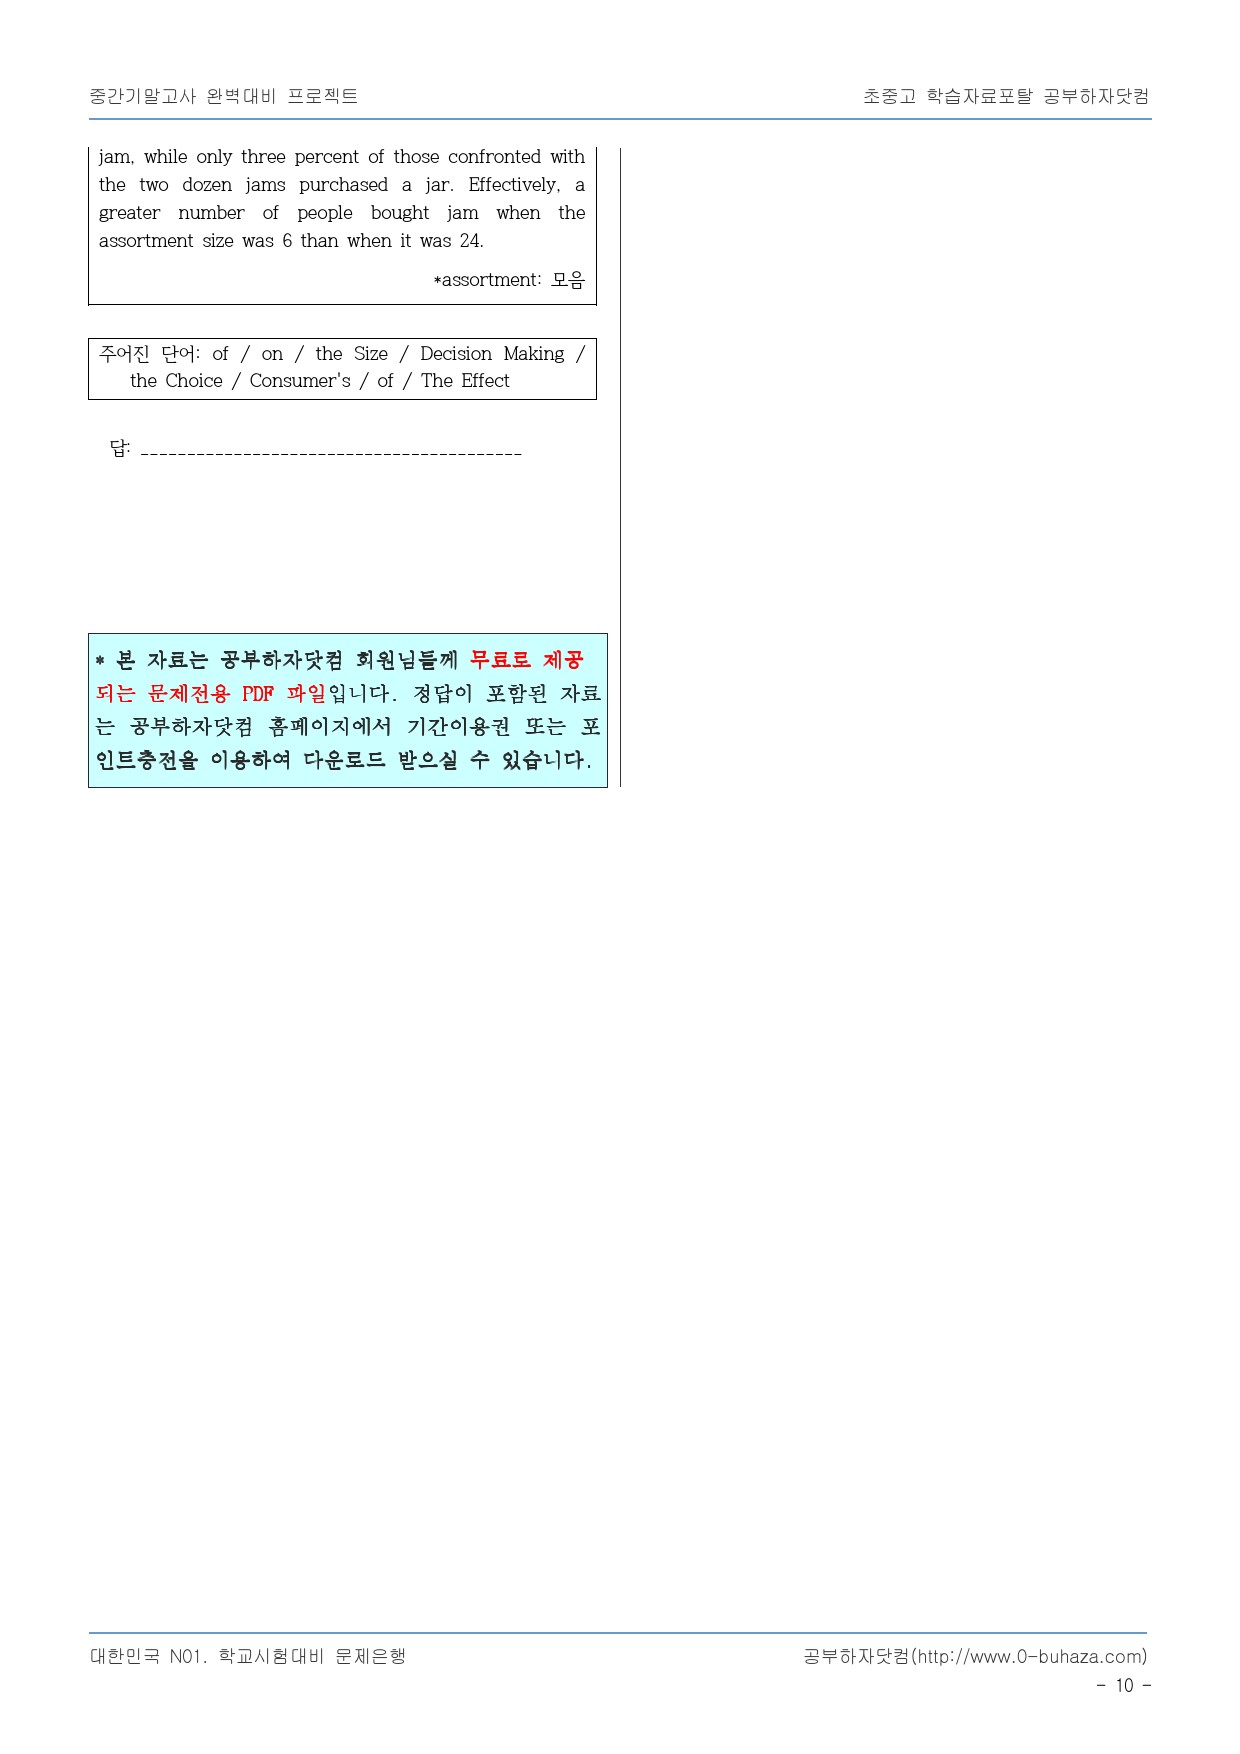 중간기말고사 완벽대비 프로젝트
초중고 학습자료포탈 공부하자닷컴
jam, while only three percent of those confronted with
the two dozen jams purchased a jar. Effectively, a
greater number of people bought jam when the
assortment size was 6 than when it was 24.
*assortment: 모음
주어진 단어: of / on / the Size / Decision Making /
the Choice / Consumer's / of / The Effect
답: _________________________________________
* 본 자료는 공부하자닷컴 회원님들께 무료로 제공
되는 문제전용 PDF 파일입니다. 정답이 포함된 자료
는 공부하자닷컴 홈페이지에서 기간이용권 또는 포
인트충전을 이용하여 다운로드 받으실 수 있습니다.
대한민국 N01. 학교시험대비 문제은행
공부하자닷컴(http://www.0-buhaza.com)
- 10 -